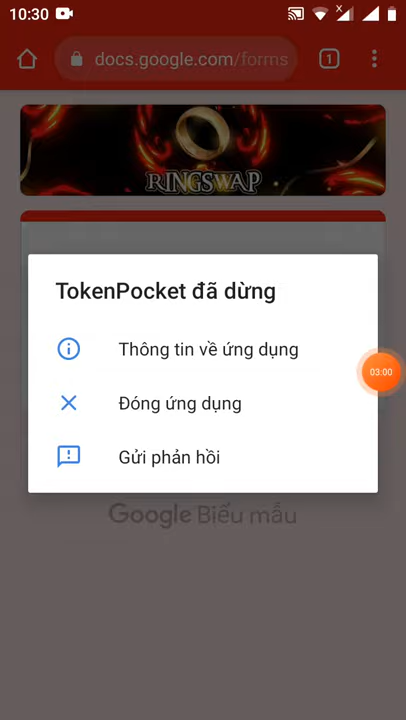 10:30
docs.google.com/forms
1
RINGSWAP
TokenPocket đã dừng
Thông tin về ứng dụng
03:00
Đóng ứng dụng
Gửi phản hồi
Google Biểu mẫu